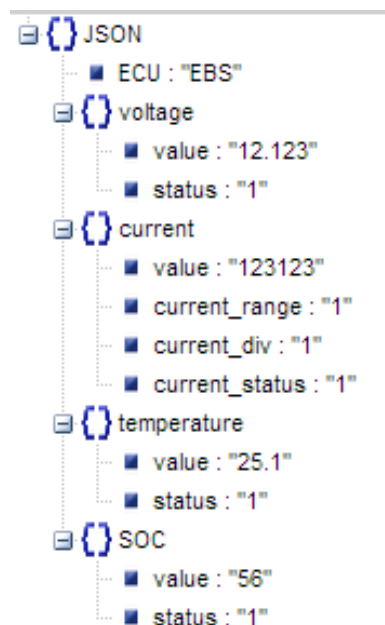 JSON
ECU : "EBS"
voltage
value : "12.123"
status : "1"
current
value : "123123"
current_range : "1"
current_div : "1"
current_status : "1"
temperature
value : "25.1"
status : "1"
SOC
value : "56"
status : "1"